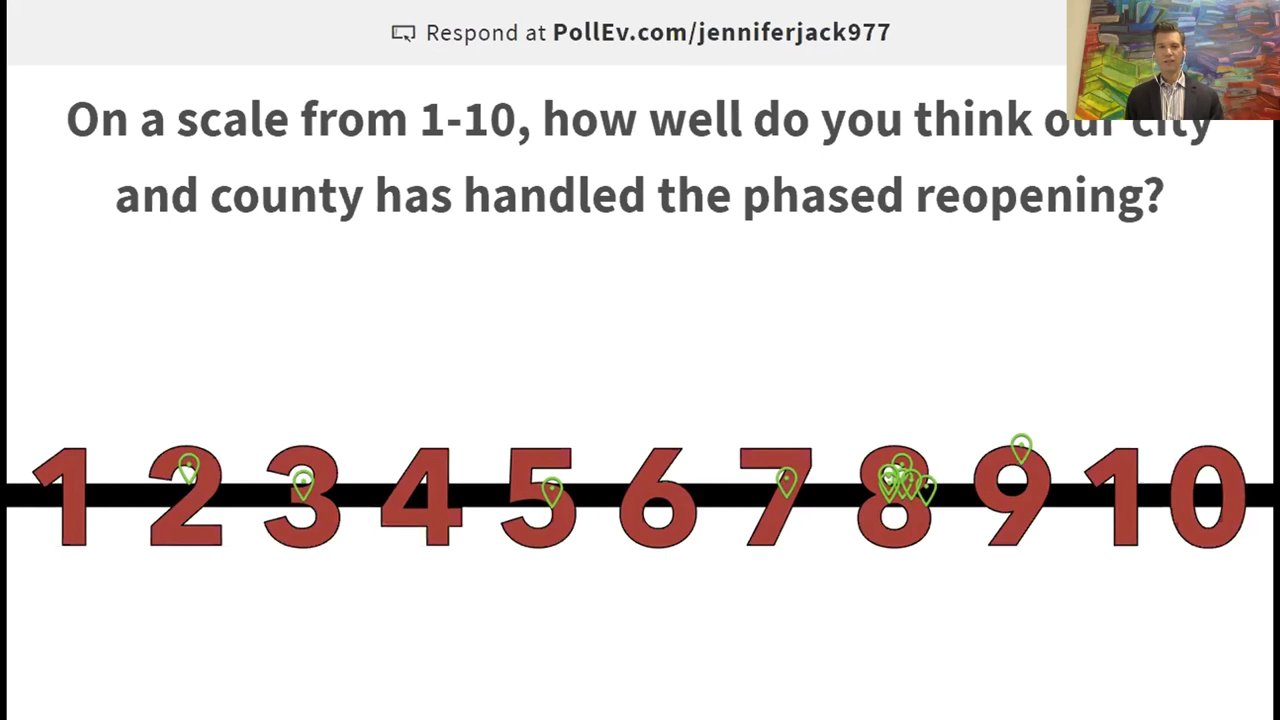 Respond at PollEv.com/jenniferjack977
On a scale from 1-10, how well do you think our city
and county has handled the phased reopening?
1 2 3 4 5 6 7 8 9 10